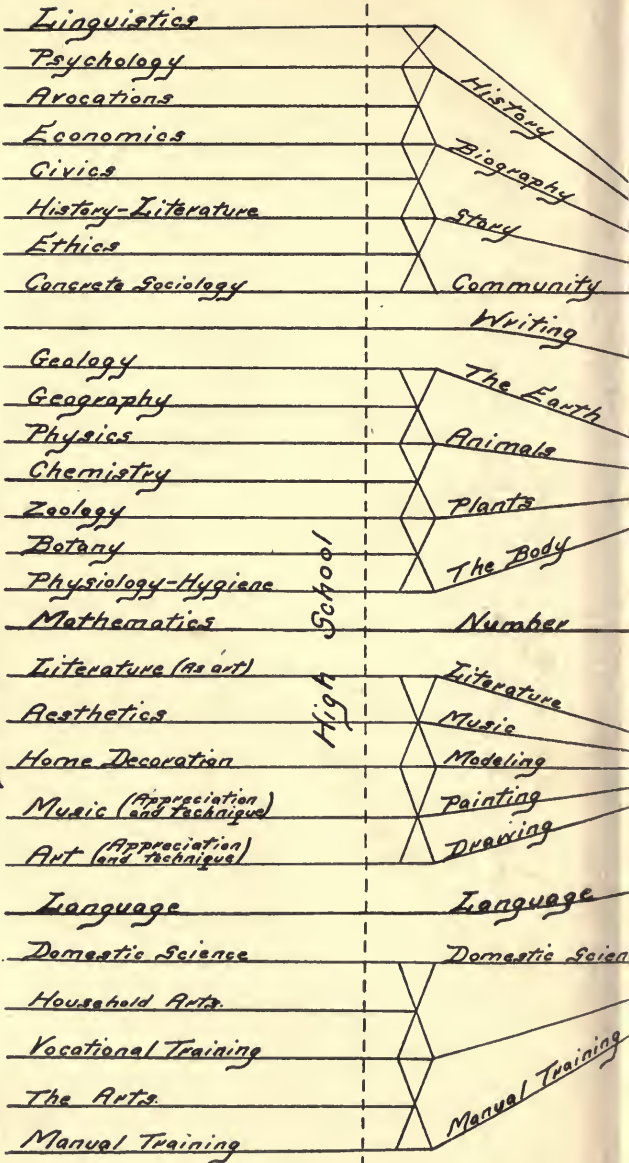 Linguistics
Psychology
Avocations
Economics
Civics
History-Literature
Ethics
Concrete Sociology
Geology
Geography
Physics
Chemistry
Zoology
Botany
Physiology-Hygiene
Mathematics
Literature (As art)
Aesthetics
Home Decoration
Music (Appreciation and technique)
Art (Appreciation and technique)
Language
Domestic Science
Household Arts.
Vocational Training
The Arts.
Manual Training
High School
History
Biography
Story
Community
Writing
The Earth
Animals
Plants
The Body
Number
Literature
Music
Modeling
Painting
Drawing
Language
Domestic Scien
Manual Training